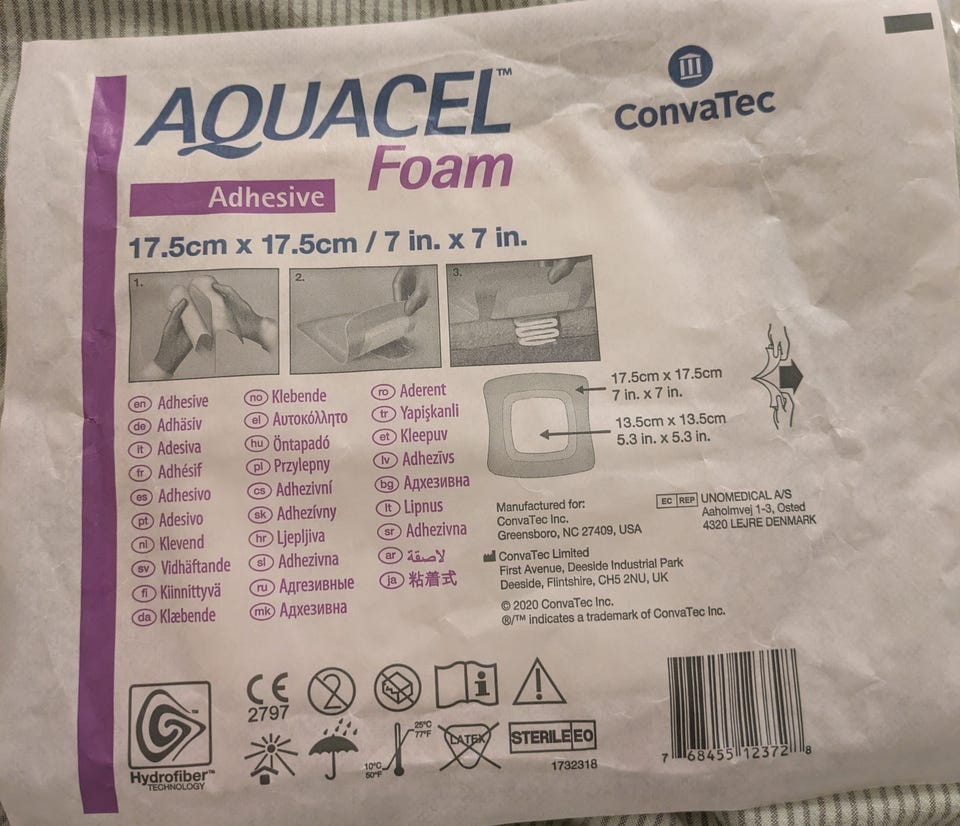 AQUACEL™
Foam
Adhesive
ConvaTec
17.5cm x 17.5cm / 7 in. x 7 in.
1.
2.
3.
en Adhesive
de Adhäsiv
it Adesiva
fr Adhésif
es Adhesivo
pt Adesivo
nl Klevend
sv Vidhäftande
fi Kiinnittyvä
da Klæbende
no Klebende
el Αυτοκόλλητο
hu Öntapadó
pl Przylepny
cs Adhezivní
sk Adhezívny
hr Ljepljiva
sl Adhezivna
ru Адгезивные
mk Адхезивна
ro Aderent
tr Yapişkanli
et Kleepuv
lv Adhezīvs
bg Адхезивна
lt Lipnus
sr Adhezivna
ar لاصقة
ja 粘着式
17.5cm x 17.5cm
7 in. x 7 in.
13.5cm x 13.5cm
5.3 in. x 5.3 in.
Manufactured for:
ConvaTec Inc.
Greensboro, NC 27409, USA
EC REP UNOMEDICAL A/S
Aaholmvej 1-3, Osted
4320 LEJRE DENMARK
ConvaTec Limited
First Avenue, Deeside Industrial Park
Deeside, Flintshire, CH5 2NU, UK
© 2020 ConvaTec Inc.
®/™ indicates a trademark of ConvaTec Inc.
Hydrofiber™
TECHNOLOGY
CE
2797
2
i
!
10°C
50°F
25°C
77°F
LATEX
STERILE EO
1732318
7 68455 12372 8